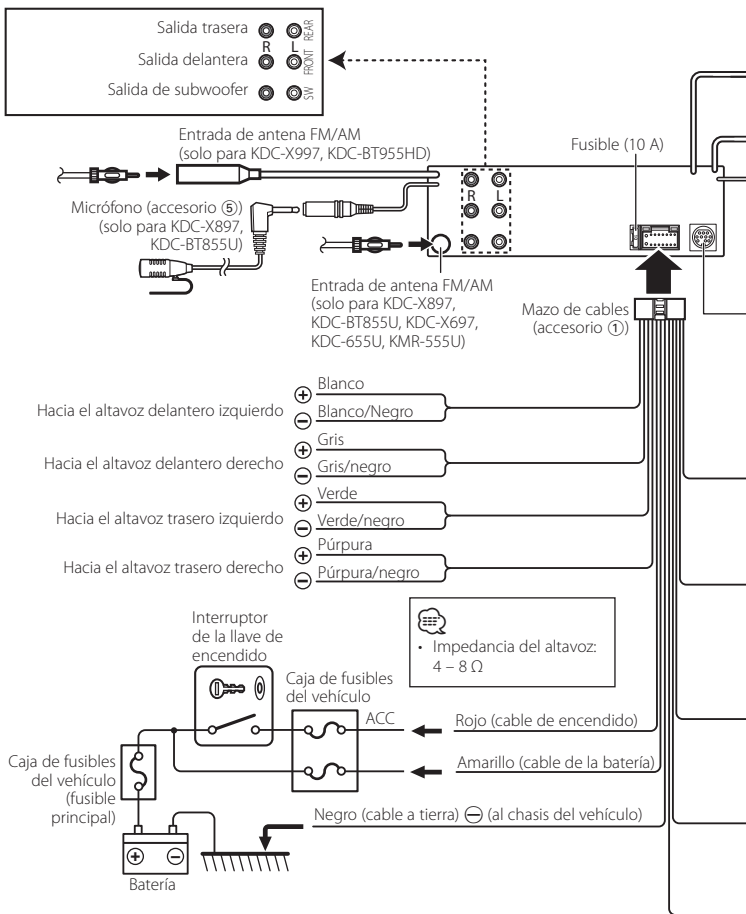 Salida trasera
R L REAR
Salida delantera
FRONT
Salida de subwoofer
SW
Entrada de antena FM/AM
(solo para KDC-X997, KDC-BT955HD)
Fusible (10 A)
R L
Micrófono (accesorio ⑤)
(solo para KDC-X897,
KDC-BT855U)
Entrada de antena FM/AM
(solo para KDC-X897,
KDC-BT855U, KDC-X697,
KDC-655U, KMR-555U)
Mazo de cables
(accesorio ①)
Hacia el altavoz delantero izquierdo
⊕ Blanco
⊖ Blanco/Negro
Hacia el altavoz delantero derecho
⊕ Gris
⊖ Gris/negro
Hacia el altavoz trasero izquierdo
⊕ Verde
⊖ Verde/negro
Hacia el altavoz trasero derecho
⊕ Púrpura
⊖ Púrpura/negro
• Impedancia del altavoz:
4 – 8 Ω
Interruptor
de la llave de
encendido
Caja de fusibles
del vehículo
ACC
Rojo (cable de encendido)
Amarillo (cable de la batería)
Caja de fusibles
del vehículo
(fusible
principal)
Negro (cable a tierra) ⊖ (al chasis del vehículo)
⊕ ⊖
Batería